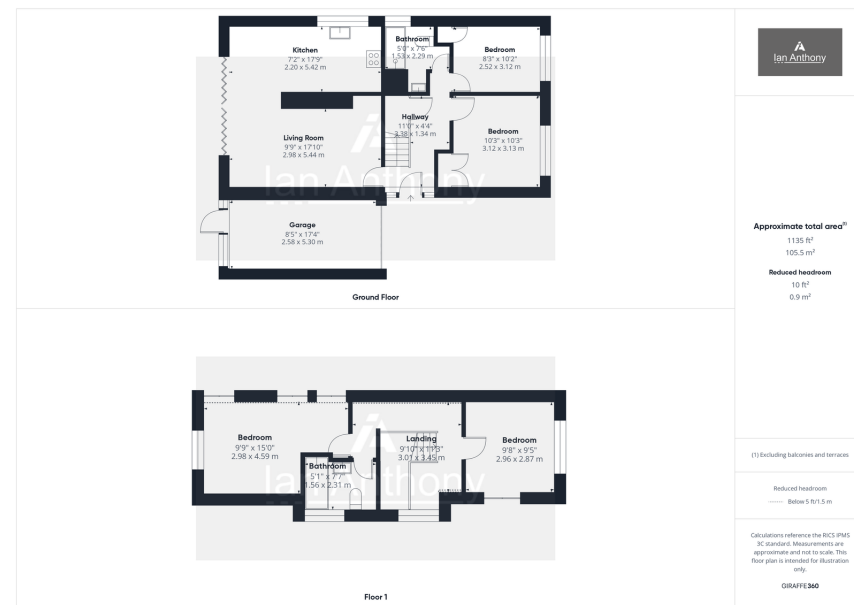 Kitchen
7'2" x 17'9"
2.20 x 5.42 m
Bathroom
5'0" x 7'6"
1.53 x 2.29 m
Bedroom
8'3" x 10'2"
2.52 x 3.12 m
Hallway
11'0" x 4'4"
3.38 x 1.34 m
Living Room
9'9" x 17'10"
2.98 x 5.44 m
Bedroom
10'3" x 10'3"
3.12 x 3.13 m
Ian Anthony
Garage
8'5" x 17'4"
2.58 x 5.30 m
Ground Floor
Bedroom
9'9" x 15'0"
2.98 x 4.59 m
Landing
9'10" x 11'3"
3.01 x 3.45 m
Bedroom
9'8" x 9'5"
2.96 x 2.87 m
Bathroom
5'1" x 7'7"
1.56 x 2.31 m
Ian Anthony
Floor 1
Ian Anthony
Approximate total area(1)
1135 ft²
105.5 m²
Reduced headroom
10 ft²
0.9 m²
(1) Excluding balconies and terraces
Reduced headroom
Below 5 ft/1.5 m
Calculations reference the RICS IPMS
3C standard. Measurements are
approximate and not to scale. This
floor plan is intended for illustration
only.
GIRAFFE360